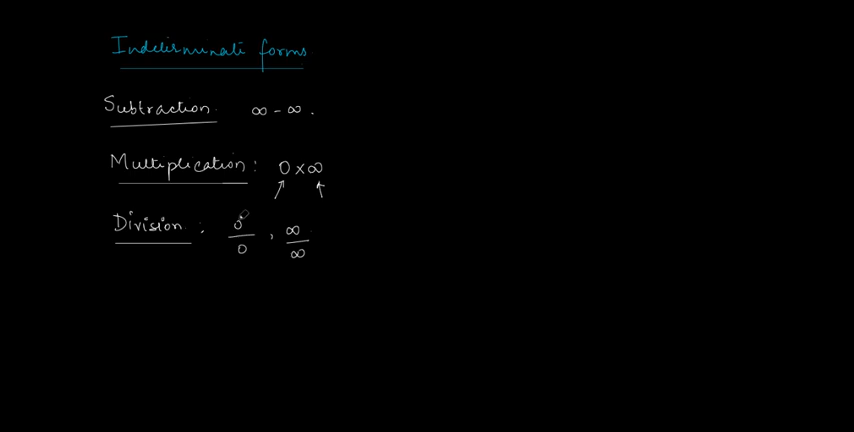 Indeterminate forms
Subtraction. ∞ - ∞ .
Multiplication : 0 × ∞
Division : 0/0 , ∞/∞